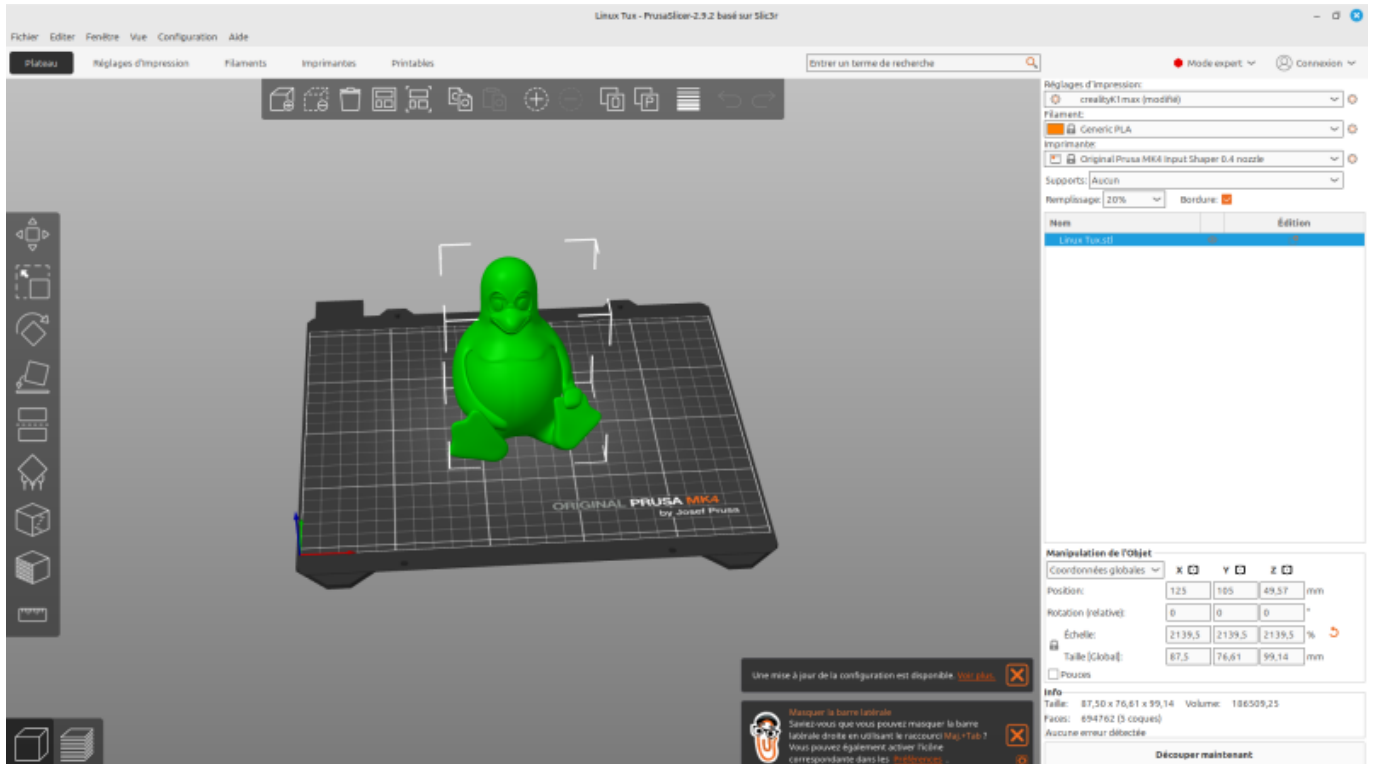 Linux Tux - PrusaSlicer-2.9.2 basé sur Slic3r
Fichier Editer Fenêtre Vue Configuration Aide
Plateau Réglages d'impression Filaments Imprimantes Printables Entrer un terme de recherche Mode expert Connexion
Réglages d'impression:
crealityK1max (modifié)
Filament:
Generic PLA
Imprimante:
Original Prusa MK4 Input Shaper 0.4 nozzle
Supports: Aucun
Remplissage: 20% Bordure:
Nom Édition
Linux Tux.stl
ORIGINAL PRUSA MK4
by Josef Prusa
Manipulation de l'Objet
Coordonnées globales X Y Z
Position: 125 105 49,57 mm
Rotation (relative): 0 0 0 °
Échelle: 2139,5 2139,5 2139,5 %
Taille [Global]: 87,5 76,61 99,14 mm
Pouces
Info
Taille: 87,50 x 76,61 x 99,14 Volume: 186509,25
Faces: 694762 (5 coques)
Aucune erreur détectée
Découper maintenant
Une mise à jour de la configuration est disponible. Voir plus.
Masquer la barre latérale
Saviez-vous que vous pouvez masquer la barre
latérale droite en utilisant le raccourci Maj.+Tab ?
Vous pouvez également activer l'icône
correspondante dans les Préférences .